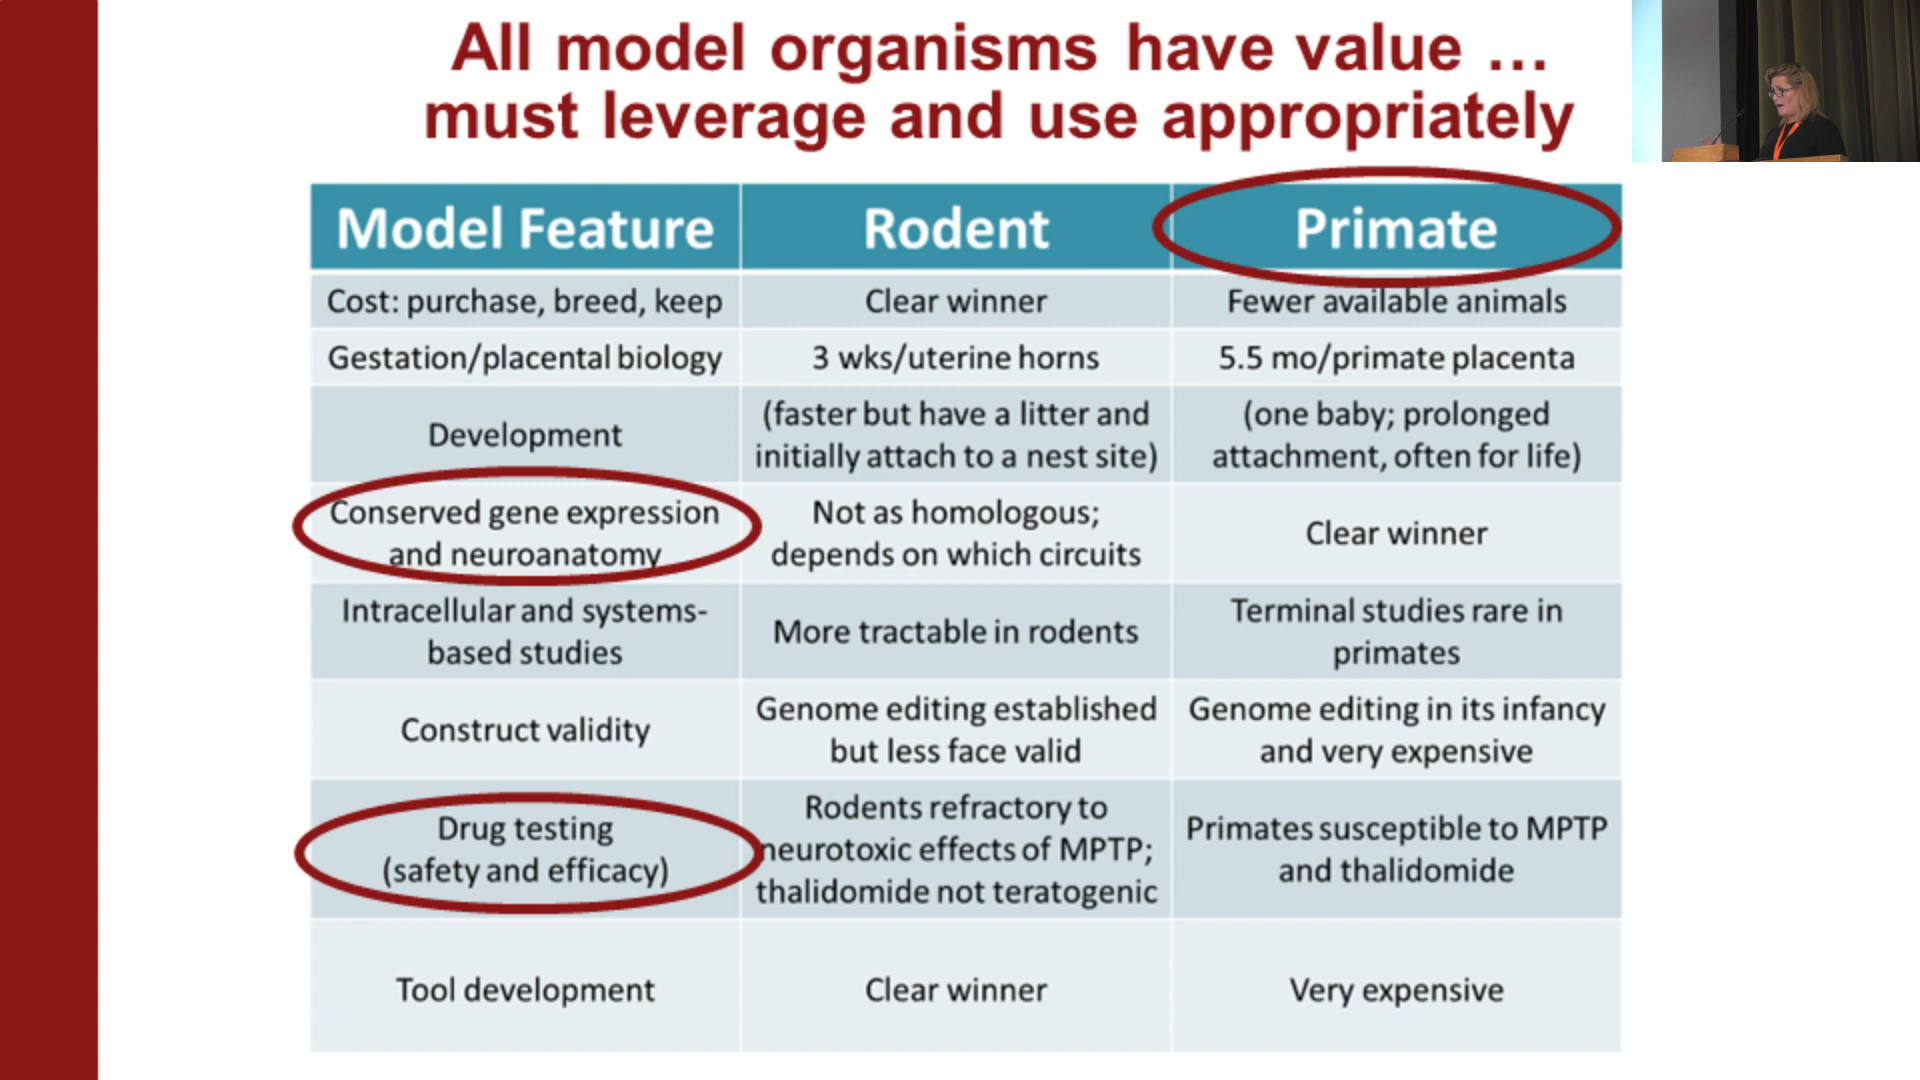 All model organisms have value …
must leverage and use appropriately
Model Feature
Rodent
Primate
Cost: purchase, breed, keep
Clear winner
Fewer available animals
Gestation/placental biology
3 wks/uterine horns
5.5 mo/primate placenta
Development
(faster but have a litter and
initially attach to a nest site)
(one baby; prolonged
attachment, often for life)
Conserved gene expression
and neuroanatomy
Not as homologous;
depends on which circuits
Clear winner
Intracellular and systems-
based studies
More tractable in rodents
Terminal studies rare in
primates
Construct validity
Genome editing established
but less face valid
Genome editing in its infancy
and very expensive
Drug testing
(safety and efficacy)
Rodents refractory to
neurotoxic effects of MPTP;
thalidomide not teratogenic
Primates susceptible to MPTP
and thalidomide
Tool development
Clear winner
Very expensive